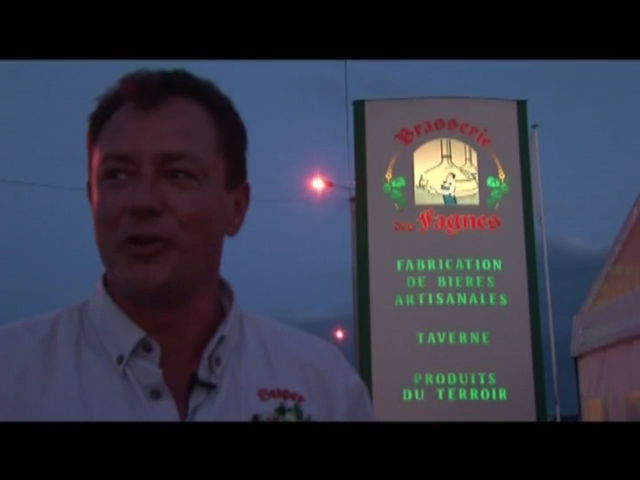 Brasserie
des Fagnes
FABRICATION
DE BIERES
ARTISANALES
TAVERNE
PRODUITS
DU TERROIR